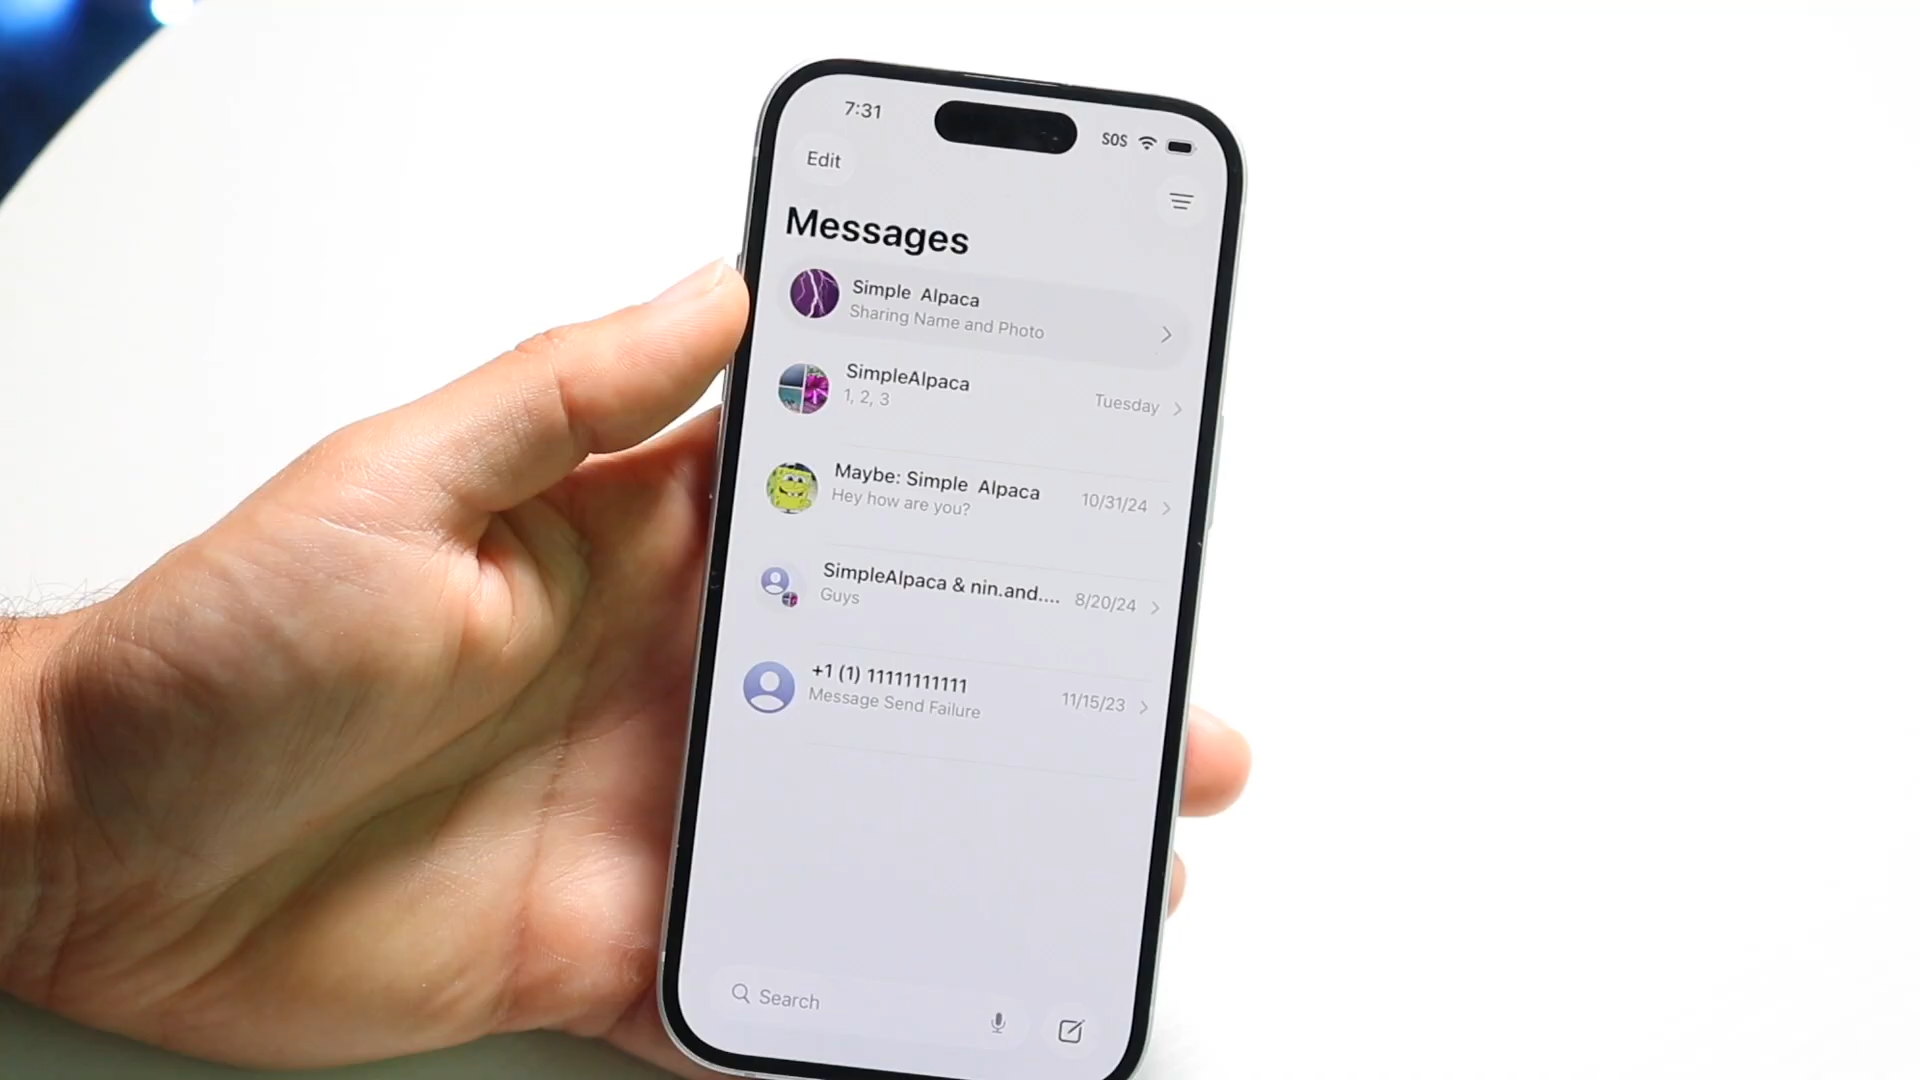 7:31
SOS
Edit
Messages
Simple Alpaca
Sharing Name and Photo
SimpleAlpaca
1, 2, 3
Tuesday
Maybe: Simple Alpaca
Hey how are you?
10/31/24
SimpleAlpaca & nin.and....
Guys
8/20/24
+1 (1) 11111111111
Message Send Failure
11/15/23
Search